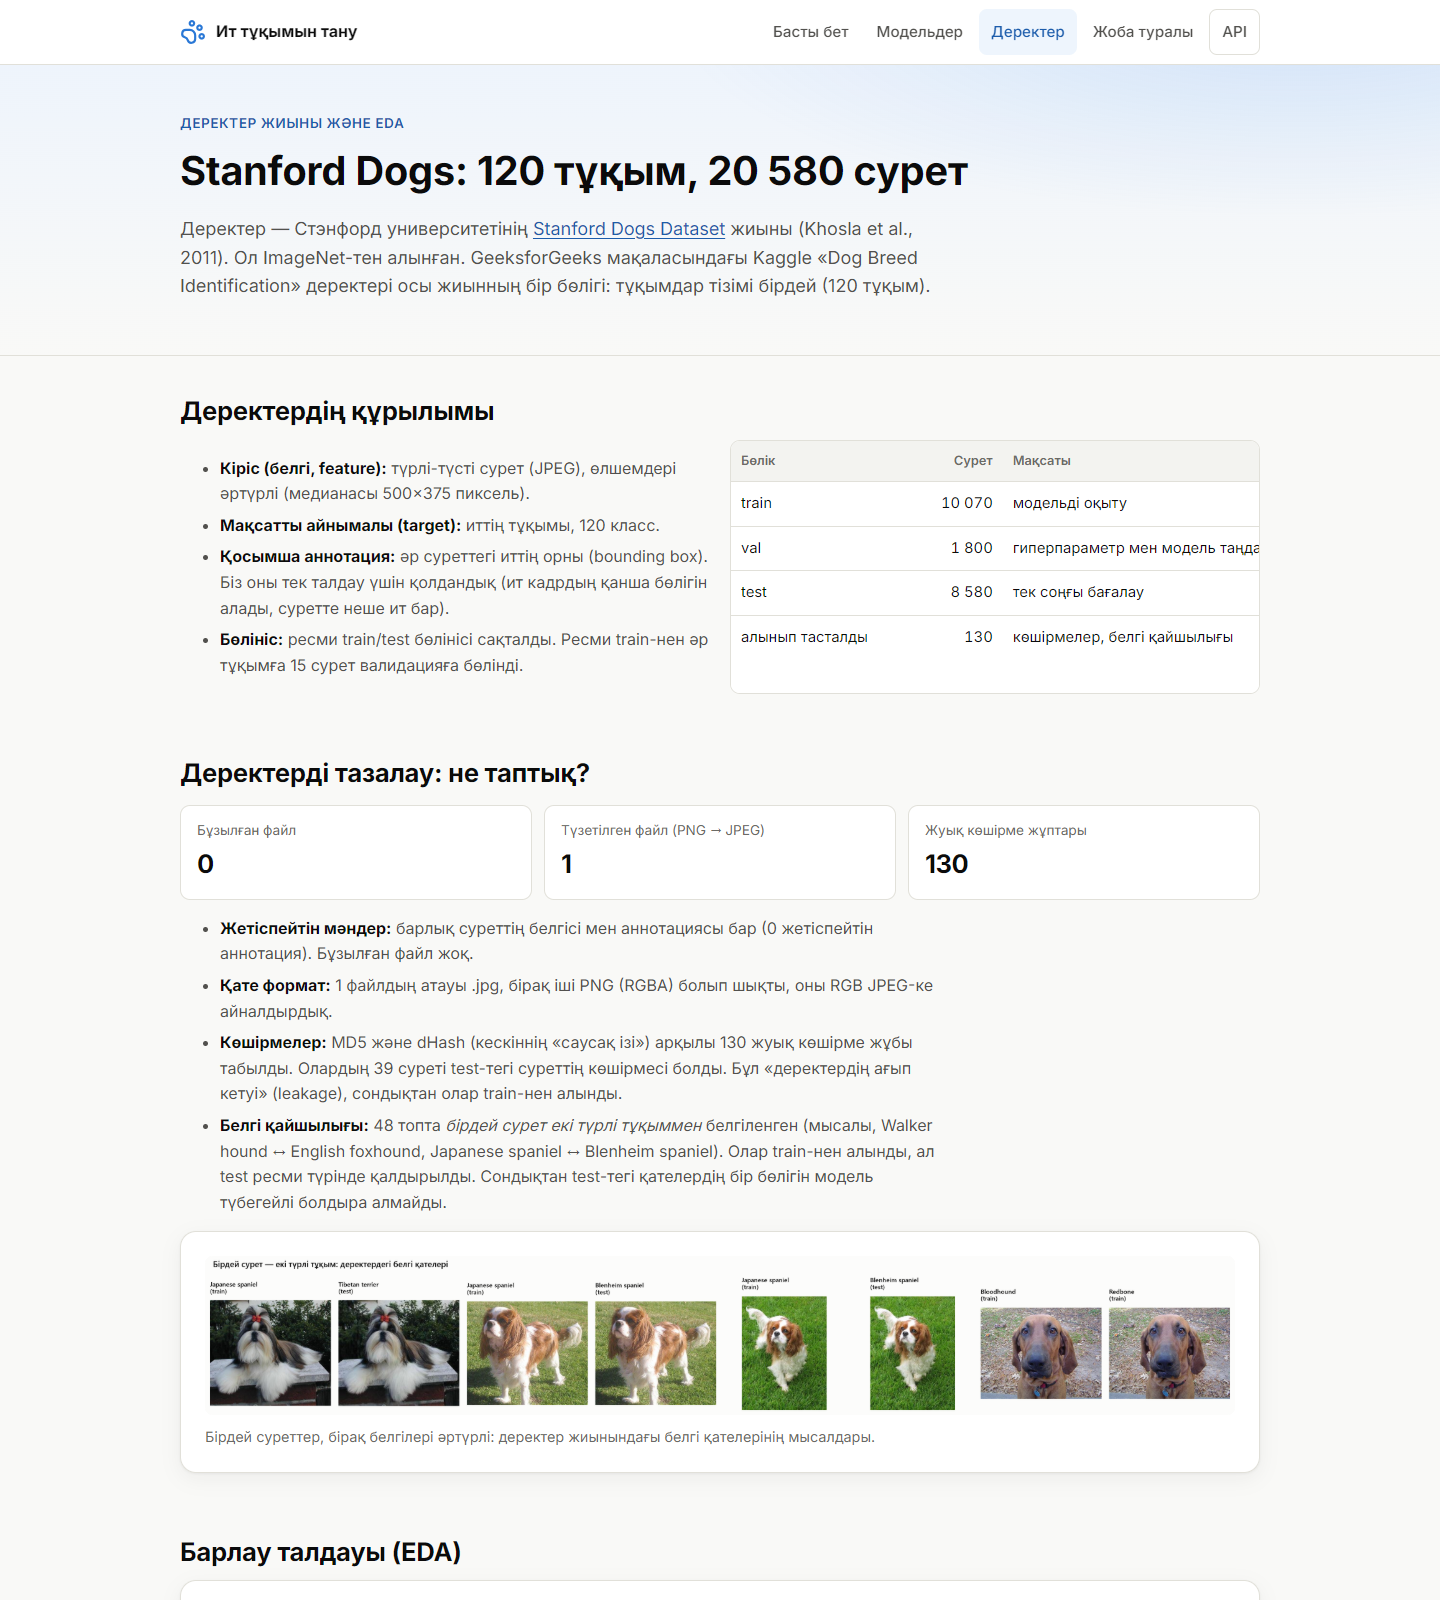 Ит тұқымын тану
Басты бет
Модельдер
Деректер
Жоба туралы
API
ДЕРЕКТЕР ЖИЫНЫ ЖӘНЕ EDA
Stanford Dogs: 120 тұқым, 20 580 сурет
Деректер — Стэнфорд университетінің Stanford Dogs Dataset жиыны (Khosla et al.,
2011). Ол ImageNet-тен алынған. GeeksforGeeks мақаласындағы Kaggle «Dog Breed
Identification» деректері осы жиынның бір бөлігі: тұқымдар тізімі бірдей (120 тұқым).
Деректердің құрылымы
• Кіріс (белгі, feature): түрлі-түсті сурет (JPEG), өлшемдері
әртүрлі (медианасы 500×375 пиксель).
• Мақсатты айнымалы (target): иттің тұқымы, 120 класс.
• Қосымша аннотация: әр суреттегі иттің орны (bounding box).
Біз оны тек талдау үшін қолдандық (ит кадрдың қанша бөлігін
алады, суретте неше ит бар).
• Бөлініс: ресми train/test бөлінісі сақталды. Ресми train-нен әр
тұқымға 15 сурет валидацияға бөлінді.
Бөлік Сурет Мақсаты
train 10 070 модельді оқыту
val 1 800 гиперпараметр мен модель таңда
test 8 580 тек соңғы бағалау
алынып тасталды 130 көшірмелер, белгі қайшылығы
Деректерді тазалау: не таптық?
Бұзылған файл
0
Түзетілген файл (PNG → JPEG)
1
Жуық көшірме жұптары
130
• Жетіспейтін мәндер: барлық суреттің белгісі мен аннотациясы бар (0 жетіспейтін
аннотация). Бұзылған файл жоқ.
• Қате формат: 1 файлдың атауы .jpg, бірақ іші PNG (RGBA) болып шықты, оны RGB JPEG-ке
айналдырдық.
• Көшірмелер: MD5 және dHash (кескіннің «саусақ ізі») арқылы 130 жуық көшірме жұбы
табылды. Олардың 39 суреті test-тегі суреттің көшірмесі болды. Бұл «деректердің ағып
кетуі» (leakage), сондықтан олар train-нен алынды.
• Белгі қайшылығы: 48 топта бірдей сурет екі түрлі тұқыммен белгіленген (мысалы, Walker
hound ↔ English foxhound, Japanese spaniel ↔ Blenheim spaniel). Олар train-нен алынды, ал
test ресми түрінде қалдырылды. Сондықтан test-тегі қателердің бір бөлігін модель
түбегейлі болдыра алмайды.
Бірдей сурет — екі түрлі тұқым: деректердегі белгі қателері
Japanese spaniel
(train)
Tibetan terrier
(test)
Japanese spaniel
(train)
Blenheim spaniel
(test)
Japanese spaniel
(train)
Blenheim spaniel
(test)
Bloodhound
(train)
Redbone
(train)
Бірдей суреттер, бірақ белгілері әртүрлі: деректер жиынындағы белгі қателерінің мысалдары.
Барлау талдауы (EDA)